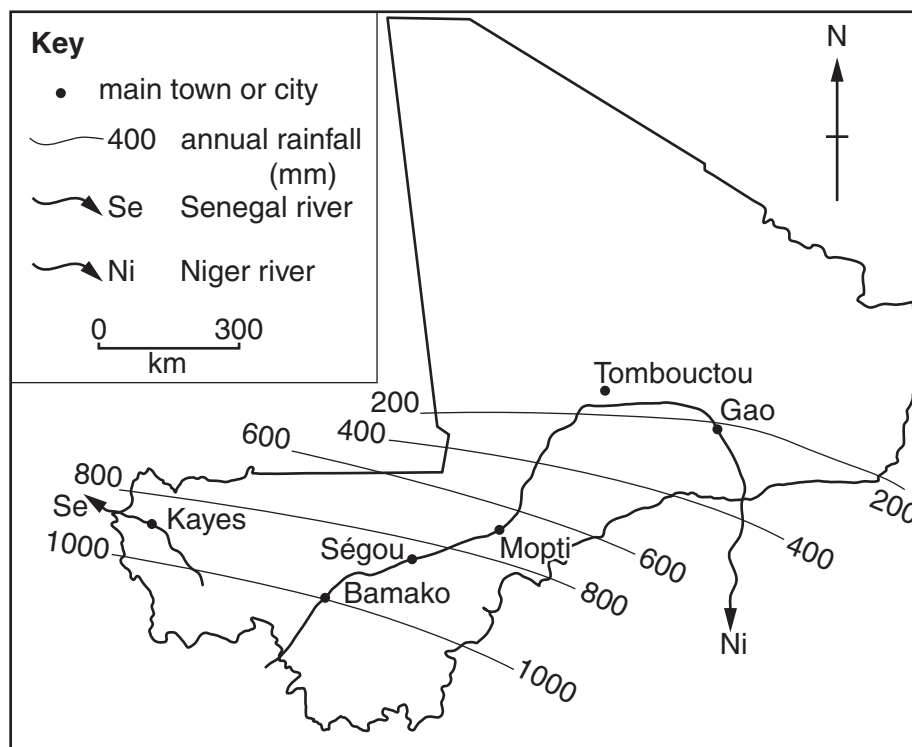 Key
main town or city
400 annual rainfall
(mm)
Se Senegal river
Ni Niger river
0 300
km
N
Tombouctou
200
Gao
400
600
800
200
Se
Kayes
1000
Ségou
Mopti
400
600
Bamako
800
Ni
1000